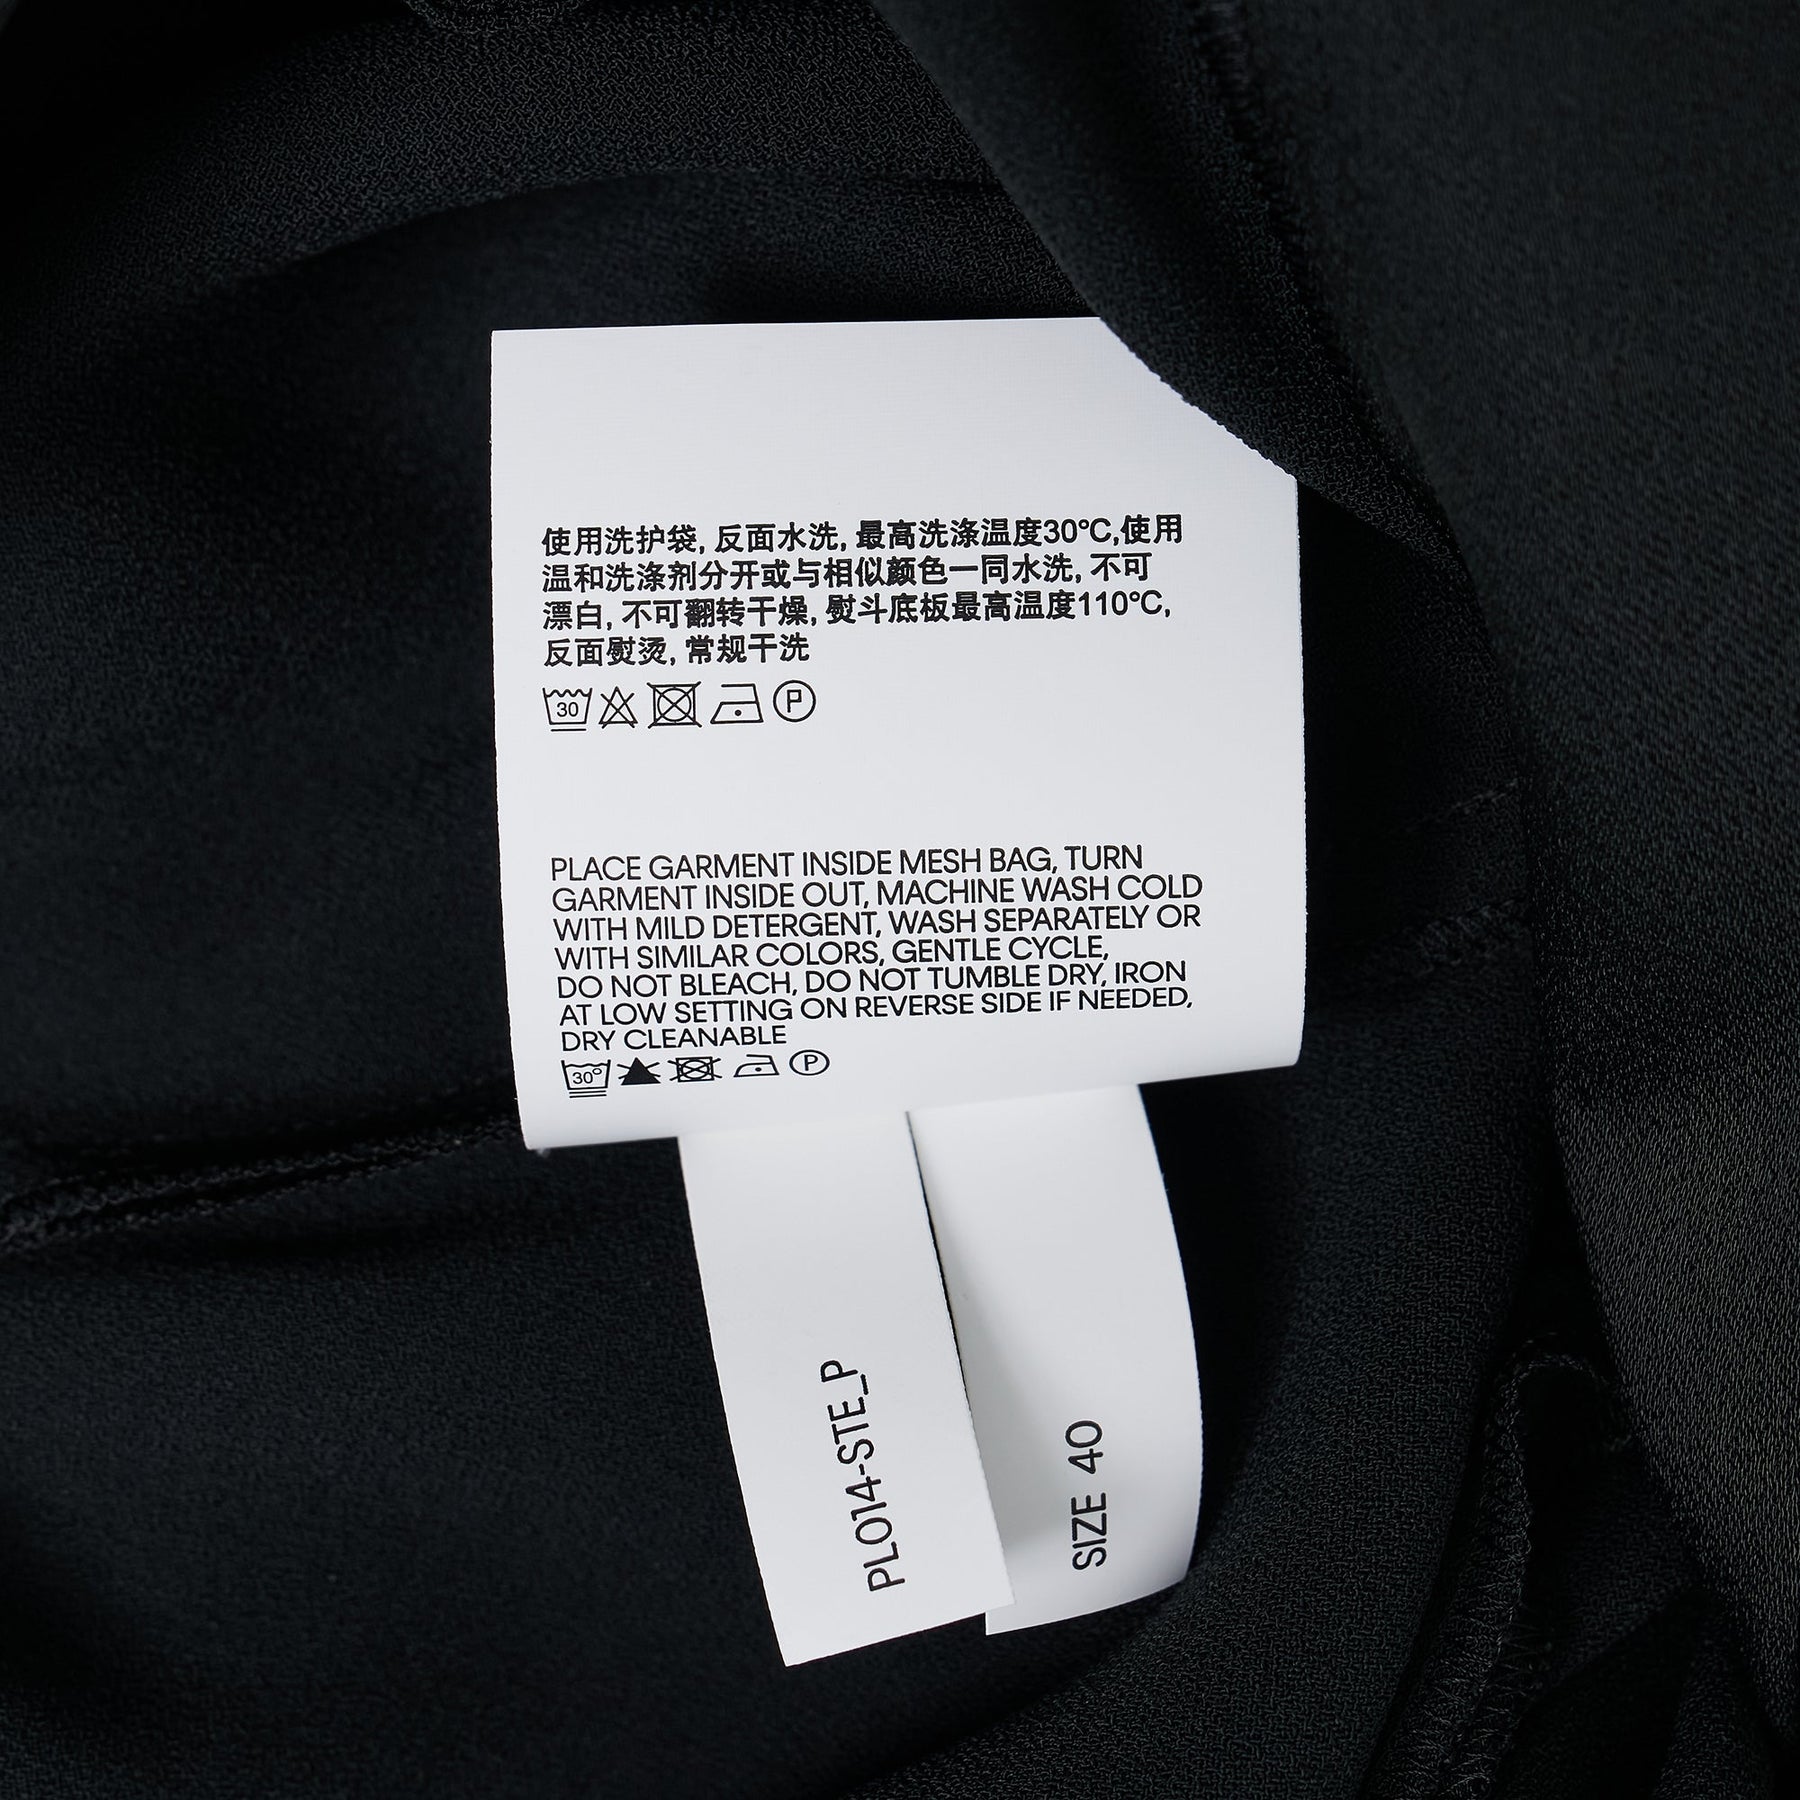 使用洗护袋, 反面水洗, 最高洗涤温度30℃,使用
温和洗涤剂分开或与相似颜色一同水洗, 不可
漂白, 不可翻转干燥, 熨斗底板最高温度110℃,
反面熨烫, 常规干洗
30 P
PLACE GARMENT INSIDE MESH BAG, TURN
GARMENT INSIDE OUT, MACHINE WASH COLD
WITH MILD DETERGENT, WASH SEPARATELY OR
WITH SIMILAR COLORS, GENTLE CYCLE,
DO NOT BLEACH, DO NOT TUMBLE DRY, IRON
AT LOW SETTING ON REVERSE SIDE IF NEEDED,
DRY CLEANABLE
30° P
PL014-STE_P
SIZE 40